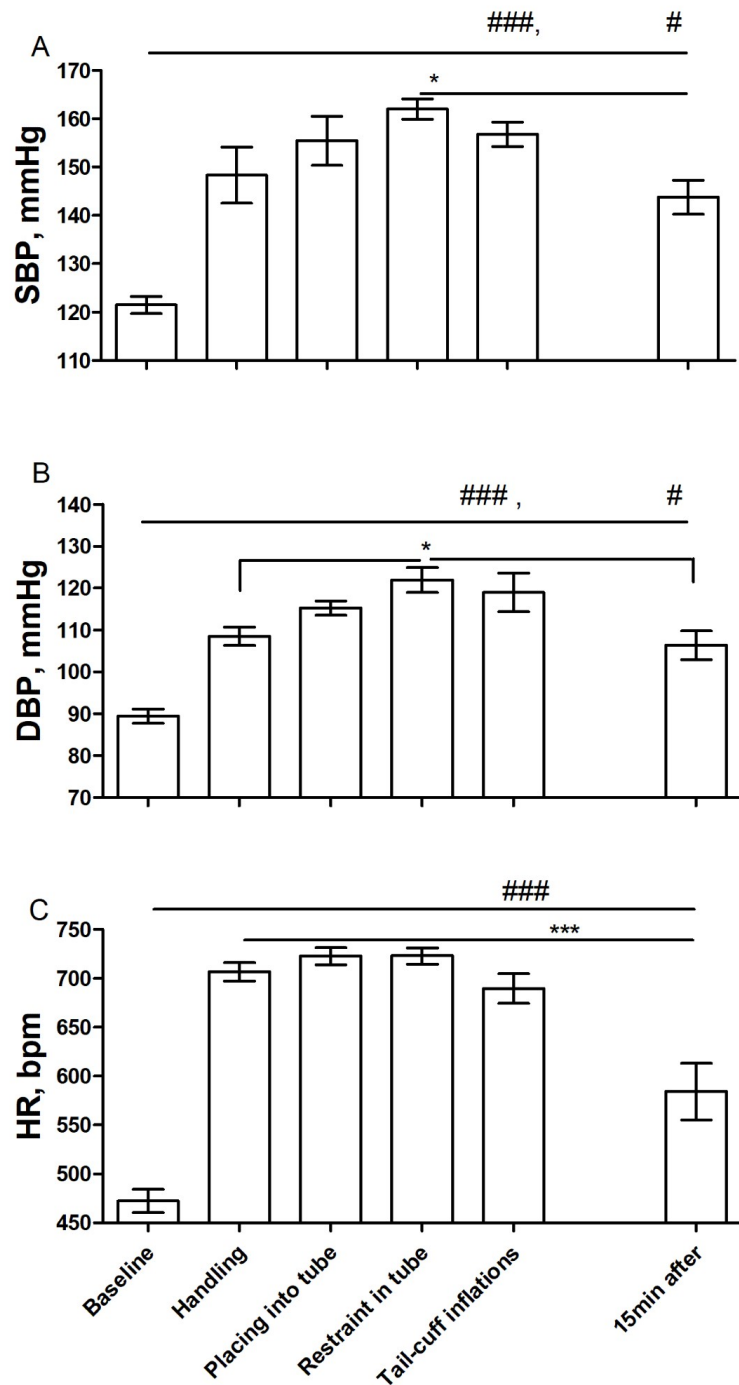 A
###, #
*
170
160
150
140
130
120
110
SBP, mmHg
B
### , #
*
140
130
120
110
100
90
80
70
DBP, mmHg
C
###
***
750
700
650
600
550
500
450
HR, bpm
Baseline
Handling
Placing into tube
Restraint in tube
Tail-cuff inflations
15min after